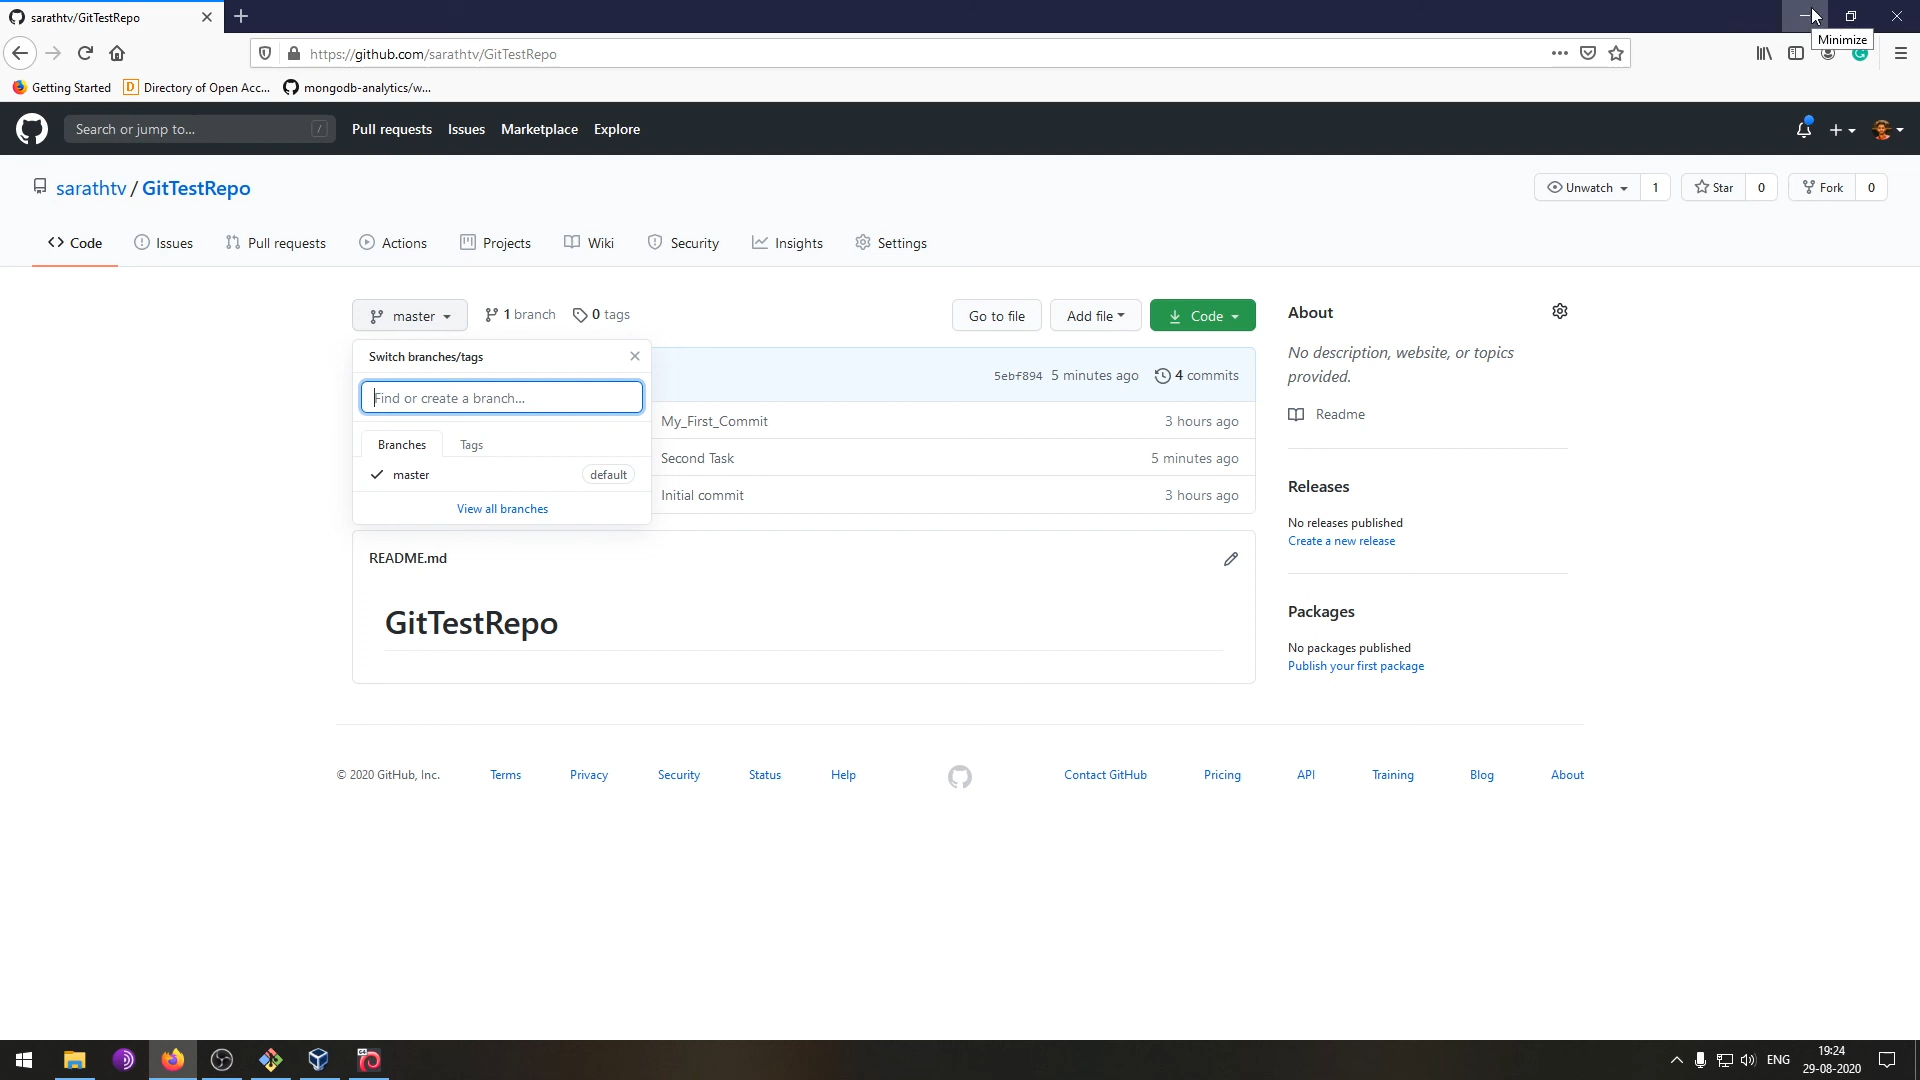 sarathtv/GitTestRepo
Minimize
https://github.com/sarathtv/GitTestRepo
Getting Started
Directory of Open Acc...
mongodb-analytics/w...
Search or jump to...
/
Pull requests
Issues
Marketplace
Explore
sarathtv / GitTestRepo
Unwatch
1
Star
0
Fork
0
Code
Issues
Pull requests
Actions
Projects
Wiki
Security
Insights
Settings
master
1 branch
0 tags
Go to file
Add file
Code
About
Switch branches/tags
Find or create a branch...
No description, website, or topics
provided.
5ebf894
5 minutes ago
4 commits
Readme
My_First_Commit
3 hours ago
Branches
Tags
Second Task
5 minutes ago
master
default
Initial commit
3 hours ago
View all branches
Releases
No releases published
Create a new release
README.md
GitTestRepo
Packages
No packages published
Publish your first package
© 2020 GitHub, Inc.
Terms
Privacy
Security
Status
Help
Contact GitHub
Pricing
API
Training
Blog
About
ENG
19:24
29-08-2020